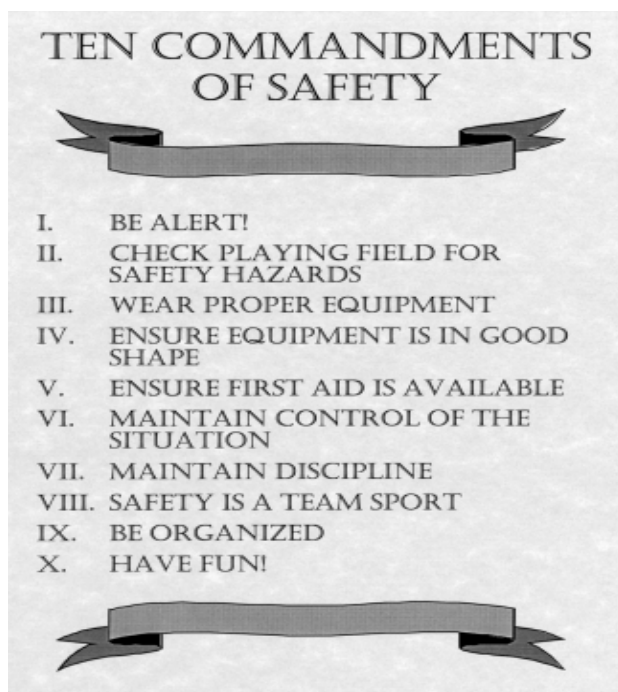 TEN COMMANDMENTS
OF SAFETY
I. BE ALERT!
II. CHECK PLAYING FIELD FOR
SAFETY HAZARDS
III. WEAR PROPER EQUIPMENT
IV. ENSURE EQUIPMENT IS IN GOOD
SHAPE
V. ENSURE FIRST AID IS AVAILABLE
VI. MAINTAIN CONTROL OF THE
SITUATION
VII. MAINTAIN DISCIPLINE
VIII. SAFETY IS A TEAM SPORT
IX. BE ORGANIZED
X. HAVE FUN!